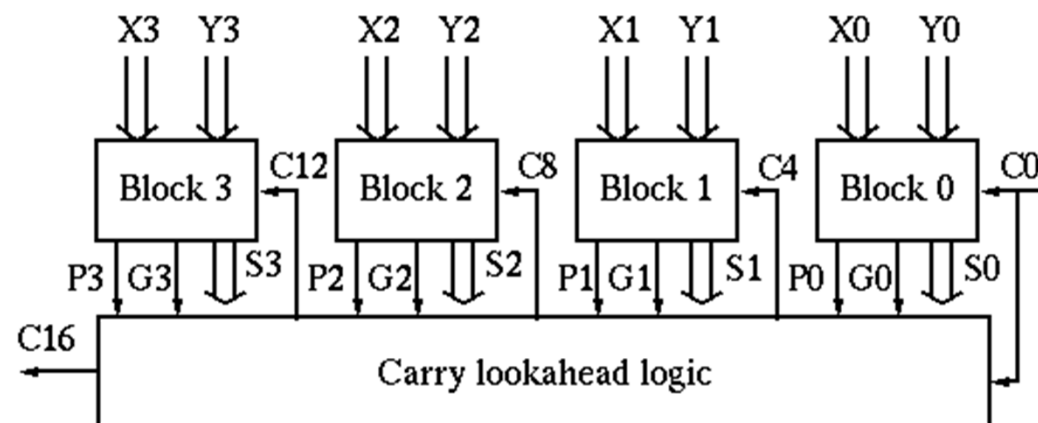 X3 Y3 X2 Y2 X1 Y1 X0 Y0
C12 C8 C4 C0
Block 3 Block 2 Block 1 Block 0
P3 G3 S3 P2 G2 S2 P1 G1 S1 P0 G0 S0
C16
Carry lookahead logic